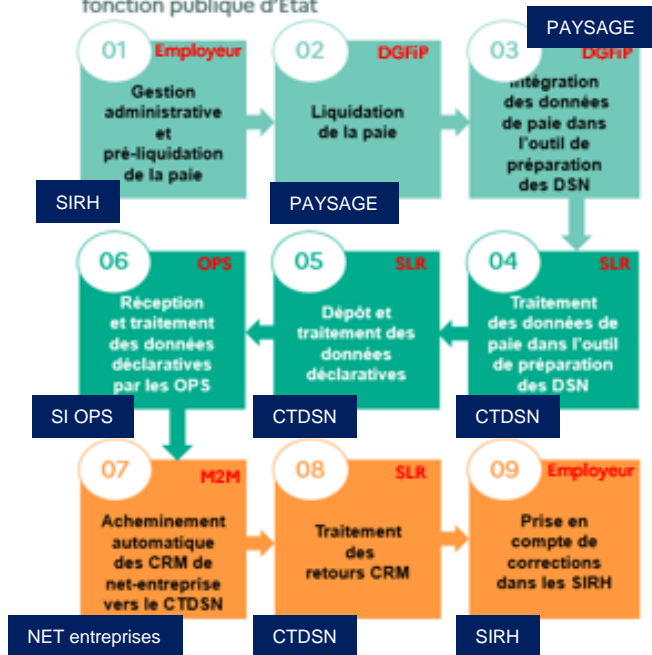 fonction publique d'Etat
PAYSAGE
01 Employeur
Gestion
administrative
et
pré-liquidation
de la paie
SIRH
02 DGFiP
Liquidation
de la paie
PAYSAGE
03 DGFiP
Intégration
des données
de paie dans
l'outil de
préparation
des DSN
06 OPS
Réception
et traitement
des données
déclaratives
par les OPS
SI OPS
05 SLR
Dépôt et
traitement des
données
déclaratives
CTDSN
04 SLR
Traitement
des données de
paie dans l'outil
de préparation
des DSN
CTDSN
07 M2M
Acheminement
automatique
des CRM de
net-entreprise
vers le CTDSN
NET entreprises
08 SLR
Traitement
des
retours CRM
CTDSN
09 Employeur
Prise en
compte de
corrections
dans les SIRH
SIRH